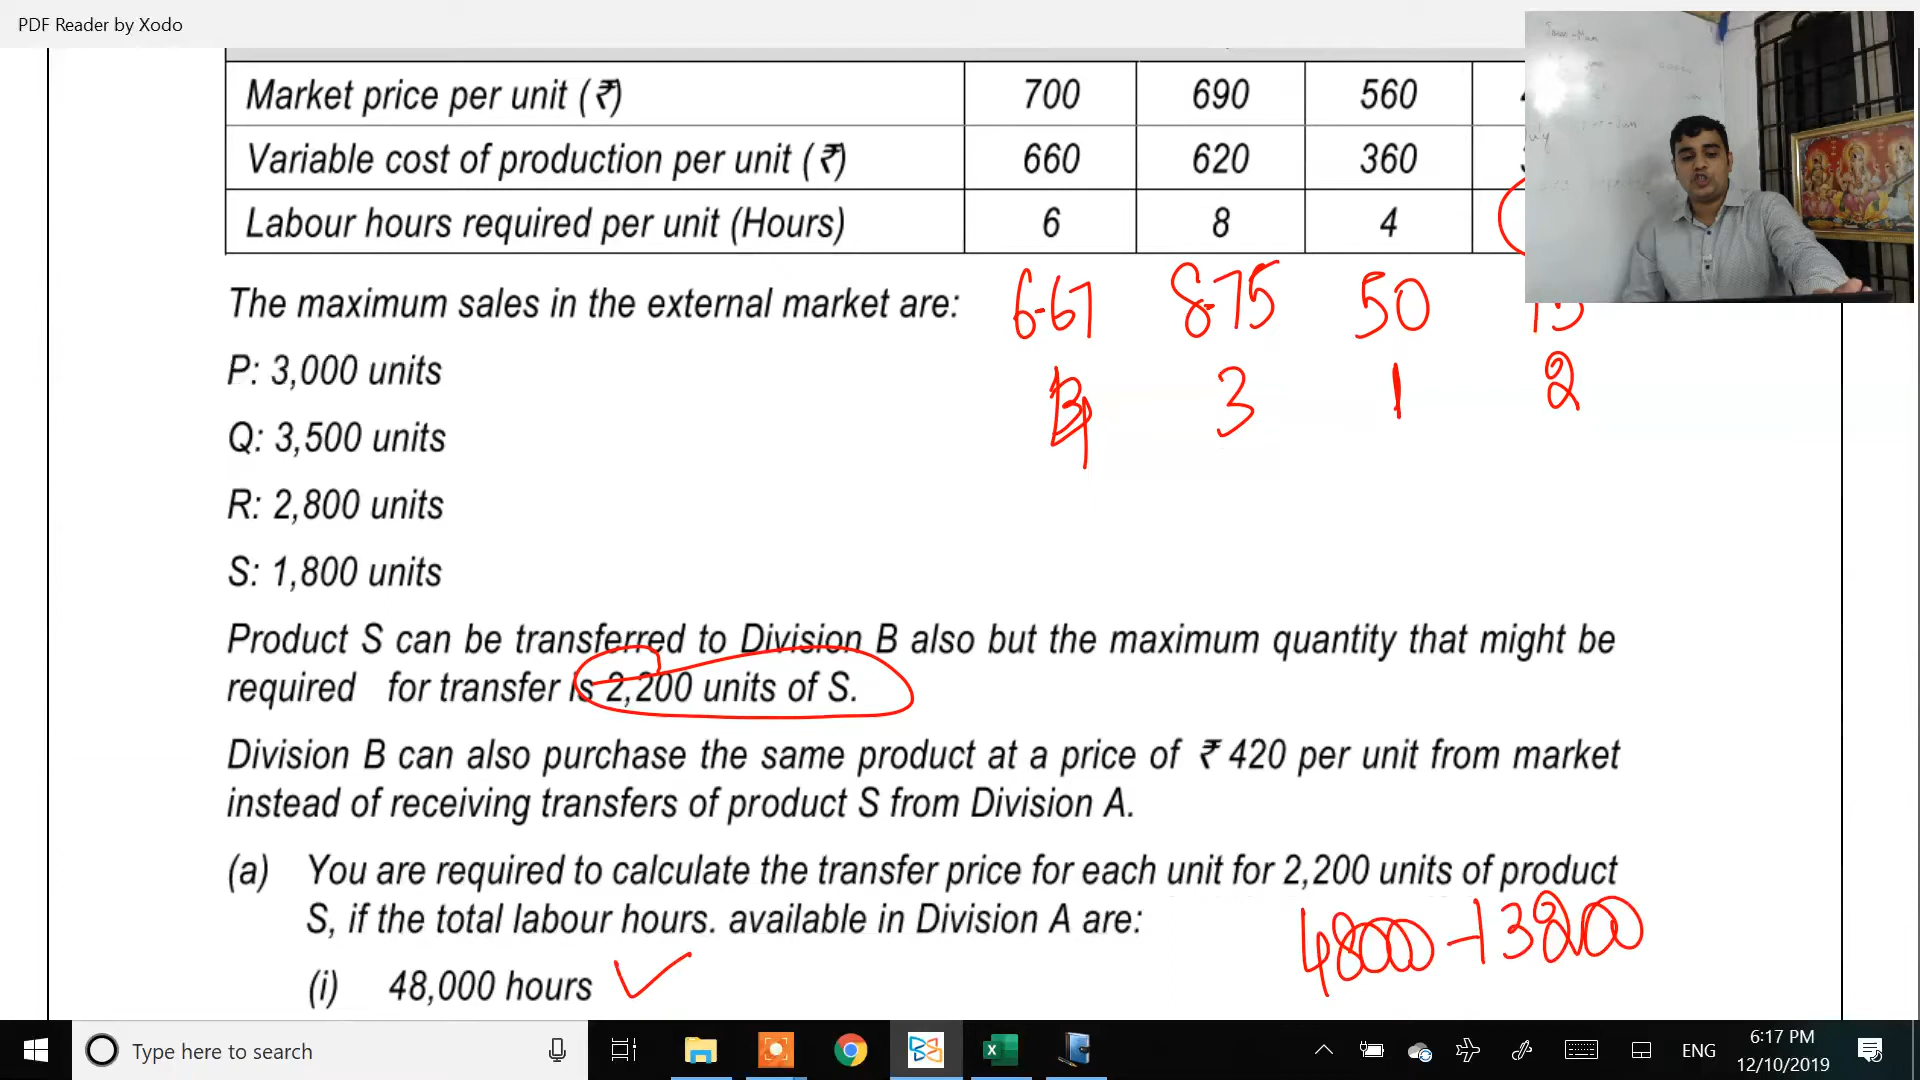 PDF Reader by Xodo
Market price per unit (₹) 700 690 560
Variable cost of production per unit (₹) 660 620 360
Labour hours required per unit (Hours) 6 8 4
The maximum sales in the external market are: 6.67 8.75 50 15
P: 3,000 units 3 1 2
Q: 3,500 units
R: 2,800 units
S: 1,800 units
Product S can be transferred to Division B also but the maximum quantity that might be
required for transfer is 2,200 units of S.
Division B can also purchase the same product at a price of ₹ 420 per unit from market
instead of receiving transfers of product S from Division A.
(a) You are required to calculate the transfer price for each unit for 2,200 units of product
S, if the total labour hours. available in Division A are:
48000 - 13200
(i) 48,000 hours
Type here to search
ENG
6:17 PM
12/10/2019